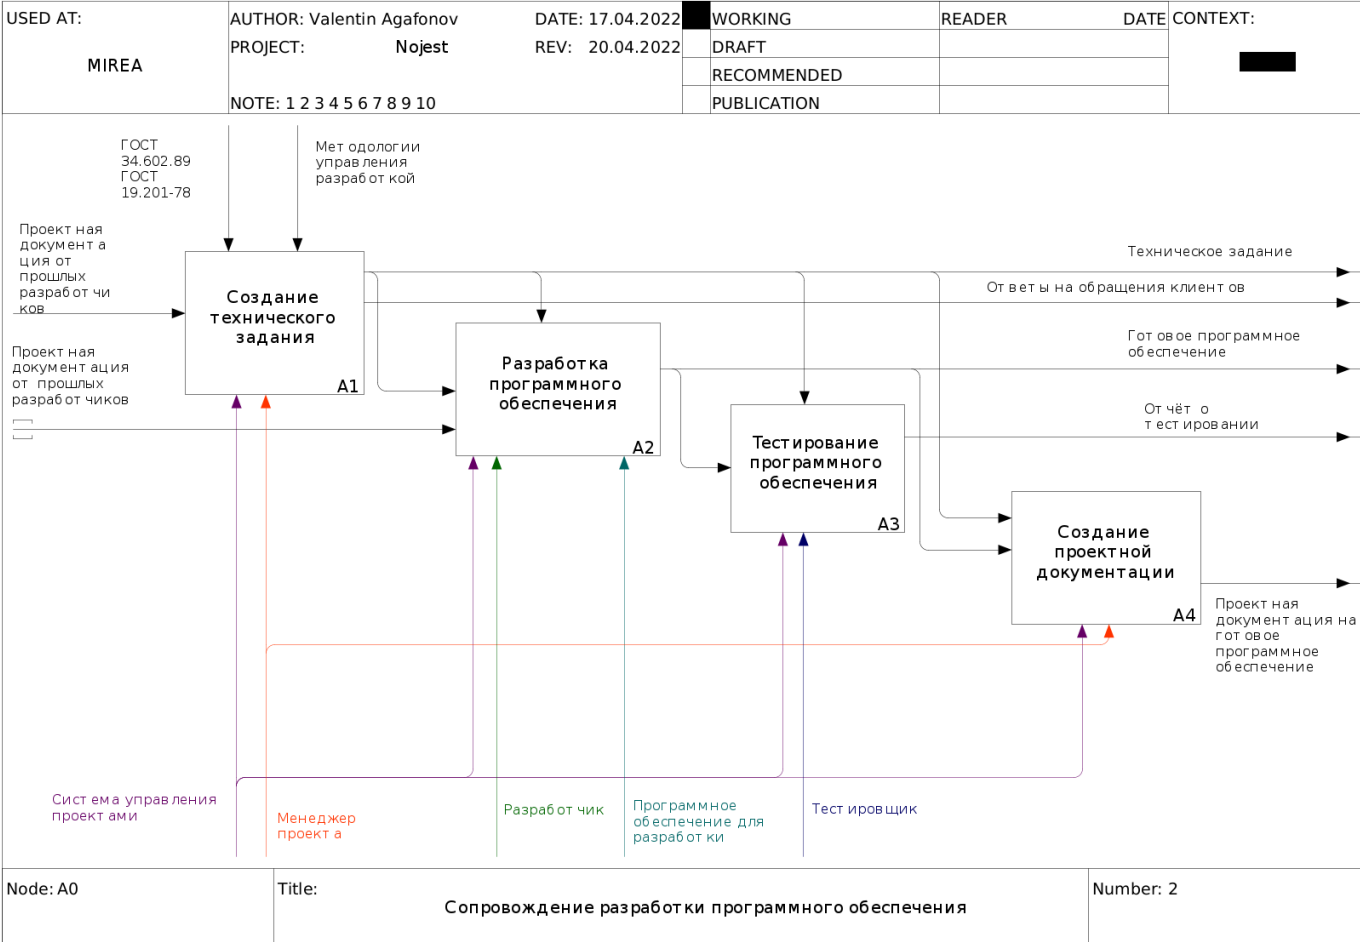 USED AT:
MIREA
AUTHOR: Valentin Agafonov
DATE: 17.04.2022
PROJECT:
Nojest
REV: 20.04.2022
NOTE: 1 2 3 4 5 6 7 8 9 10
WORKING
DRAFT
RECOMMENDED
PUBLICATION
READER
DATE
CONTEXT:
ГОСТ
34.602.89
ГОСТ
19.201-78
Методологии
управления
разработкой
Проектная
документа
ция от
прошлых
разработчи
ков
Создание
технического
задания
A1
Техническое задание
Ответы на обращения клиентов
Готовое программное
обеспечение
Проектная
документация
от прошлых
разработчиков
Разработка
программного
обеспечения
A2
Отчёт о
тестировании
Тестирование
программного
обеспечения
A3
Создание
проектной
документации
A4
Проектная
документация на
готовое
программное
обеспечение
Система управления
проектами
Менеджер
проекта
Разработчик
Программное
обеспечение для
разработки
Тестировщик
Node: A0
Title:
Сопровождение разработки программного обеспечения
Number: 2